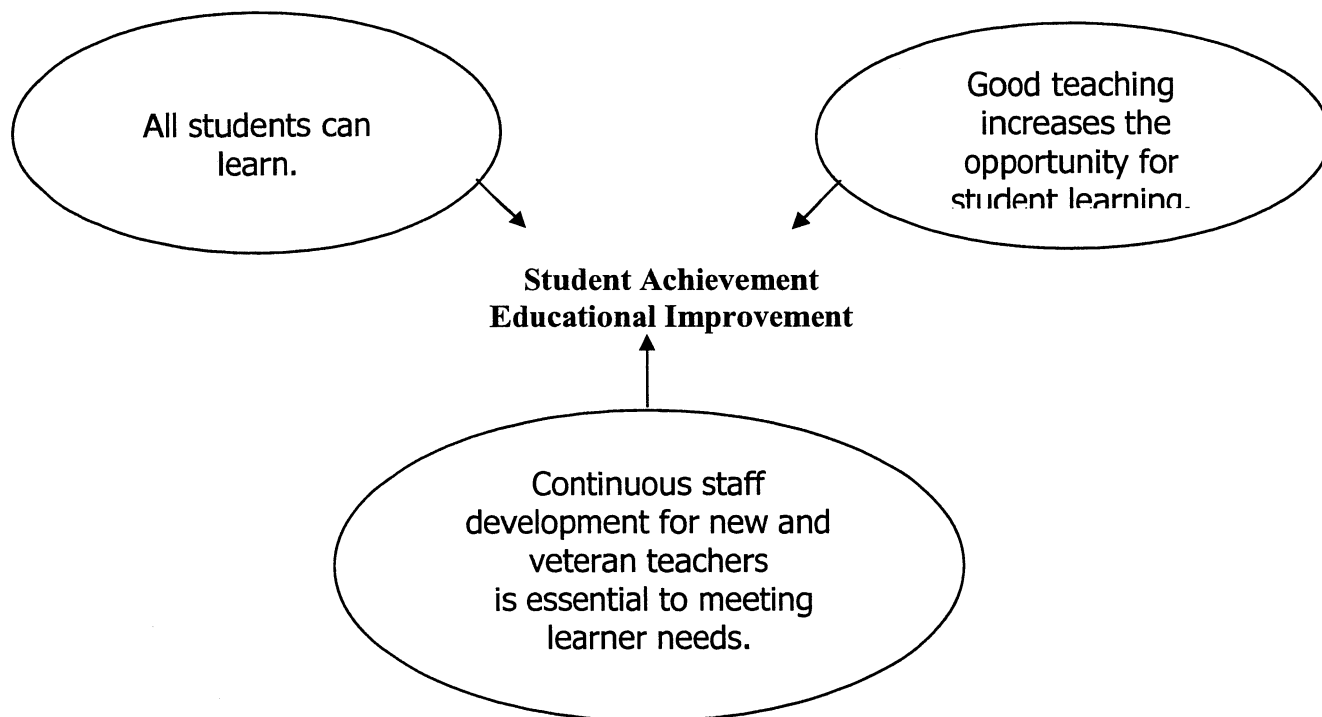 All students can
learn.
Good teaching
increases the
opportunity for
student learning.
Student Achievement
Educational Improvement
Continuous staff
development for new and
veteran teachers
is essential to meeting
learner needs.